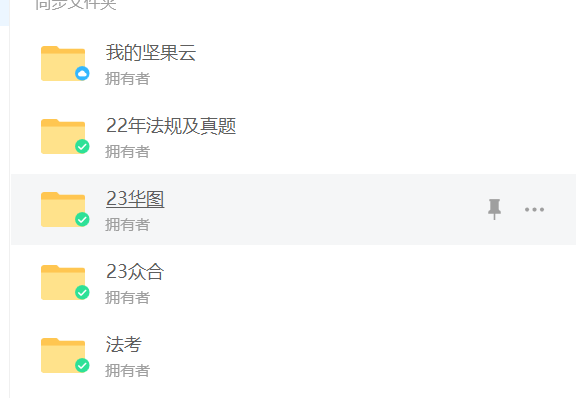 同步文件夹
我的坚果云
拥有者
22年法规及真题
拥有者
23华图
拥有者
23众合
拥有者
法考
拥有者